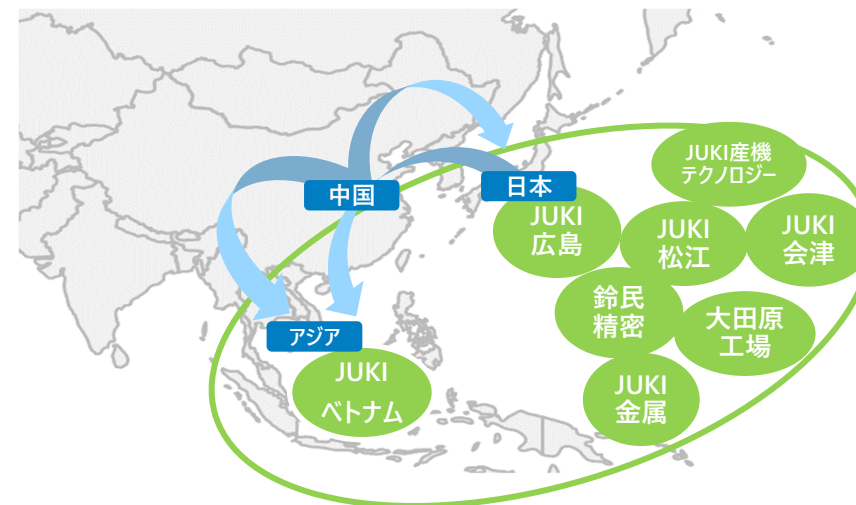 JUKI産機
テクノロジー
中国
日本
JUKI
広島
JUKI
松江
JUKI
会津
鈴民
精密
大田原
工場
アジア
JUKI
ベトナム
JUKI
金属